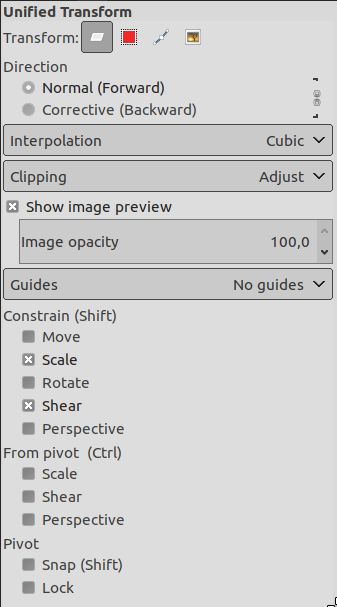 Unified Transform
Transform:
Direction
Normal (Forward)
Corrective (Backward)
Interpolation Cubic
Clipping Adjust
Show image preview
Image opacity 100,0
Guides No guides
Constrain (Shift)
Move
Scale
Rotate
Shear
Perspective
From pivot  (Ctrl)
Scale
Shear
Perspective
Pivot
Snap (Shift)
Lock